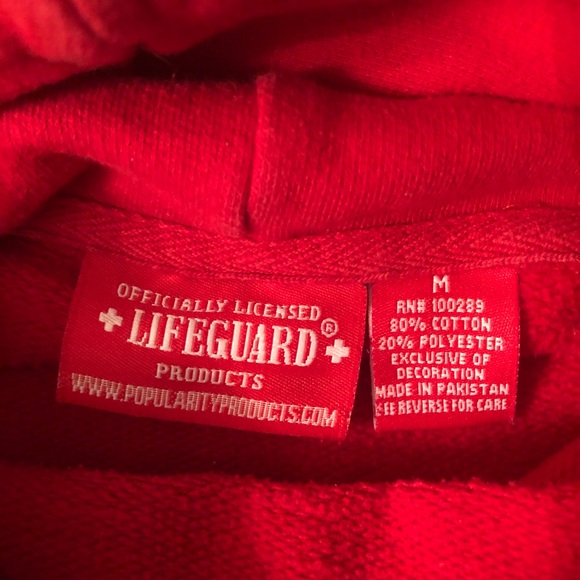 OFFICIALLY LICENSED
+ LIFEGUARD ® +
PRODUCTS
WWW.POPULARITYPRODUCTS.COM
M
RN# 100289
80% COTTON
20% POLYESTER
EXCLUSIVE OF
DECORATION
MADE IN PAKISTAN
SEE REVERSE FOR CARE